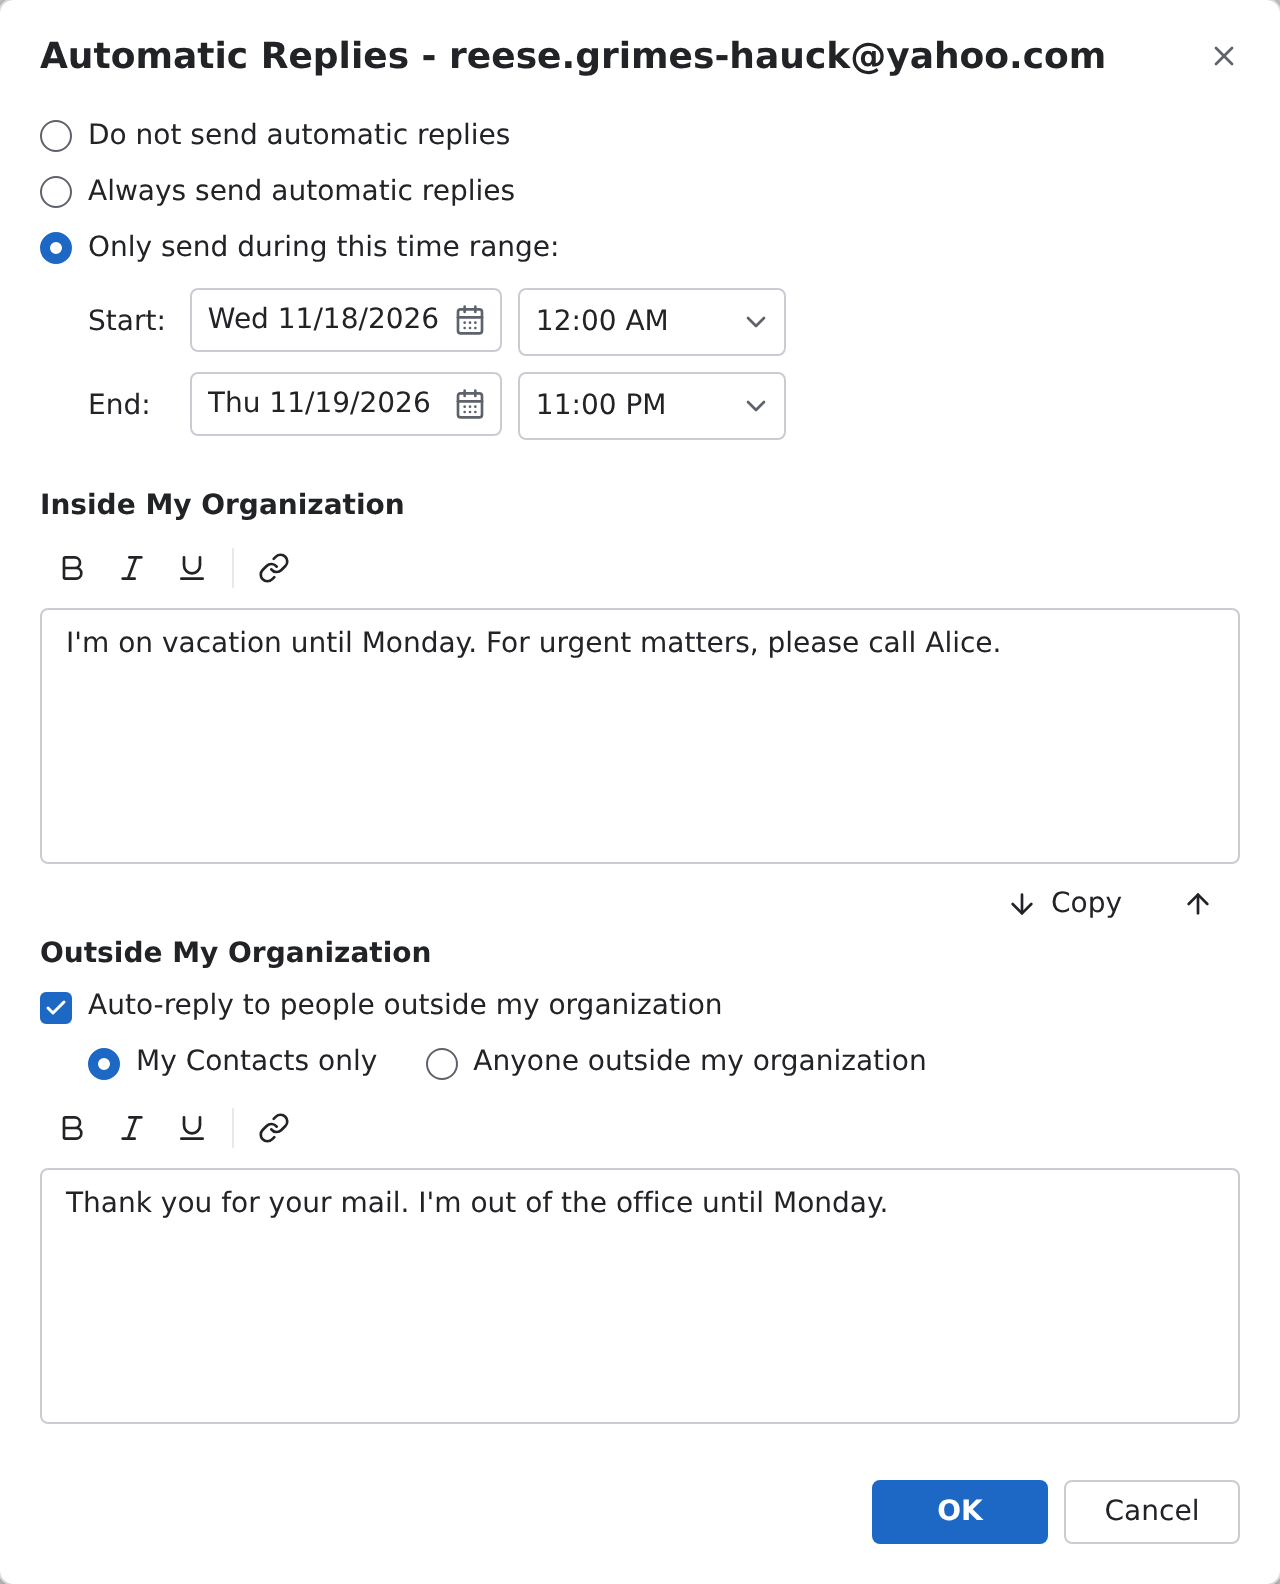 Automatic Replies - reese.grimes-hauck@yahoo.com
Do not send automatic replies
Always send automatic replies
Only send during this time range:
Start: Wed 11/18/2026 12:00 AM
End: Thu 11/19/2026 11:00 PM
Inside My Organization
B I U
I'm on vacation until Monday. For urgent matters, please call Alice.
Copy
Outside My Organization
Auto-reply to people outside my organization
My Contacts only Anyone outside my organization
B I U
Thank you for your mail. I'm out of the office until Monday.
OK Cancel